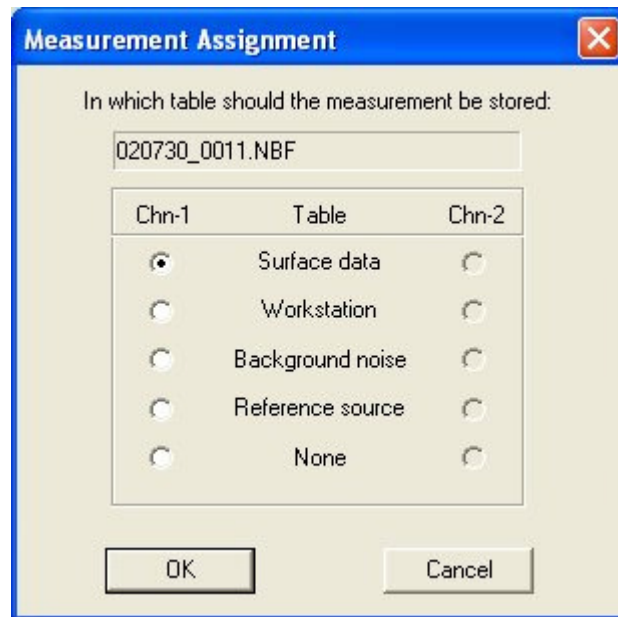 Measurement Assignment
In which table should the measurement be stored:
020730_0011.NBF
Chn-1 Table Chn-2
Surface data
Workstation
Background noise
Reference source
None
OK Cancel